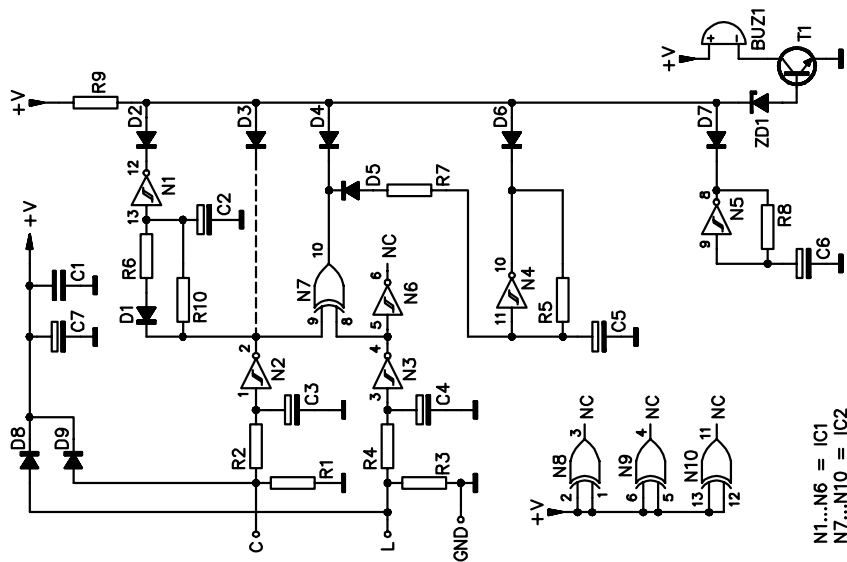 +V
R9
D2
D3
D4
D6
D7
ZD1
T1
BUZ1
+
-
+V
12
N1
13
C2
R6
D1
R10
+V
C1
C7
D8
D9
R2
R1
C
1
2
N2
C3
R4
R3
L
GND
3
4
N3
C4
5
6
N6
NC
9
8
N7
10
D5
R7
11
10
N4
R5
C5
9
8
N5
R8
C6
+V
2
1
N8
3
NC
6
5
N9
4
NC
13
12
N10
11
NC
N1...N6 = IC1
N7...N10 = IC2